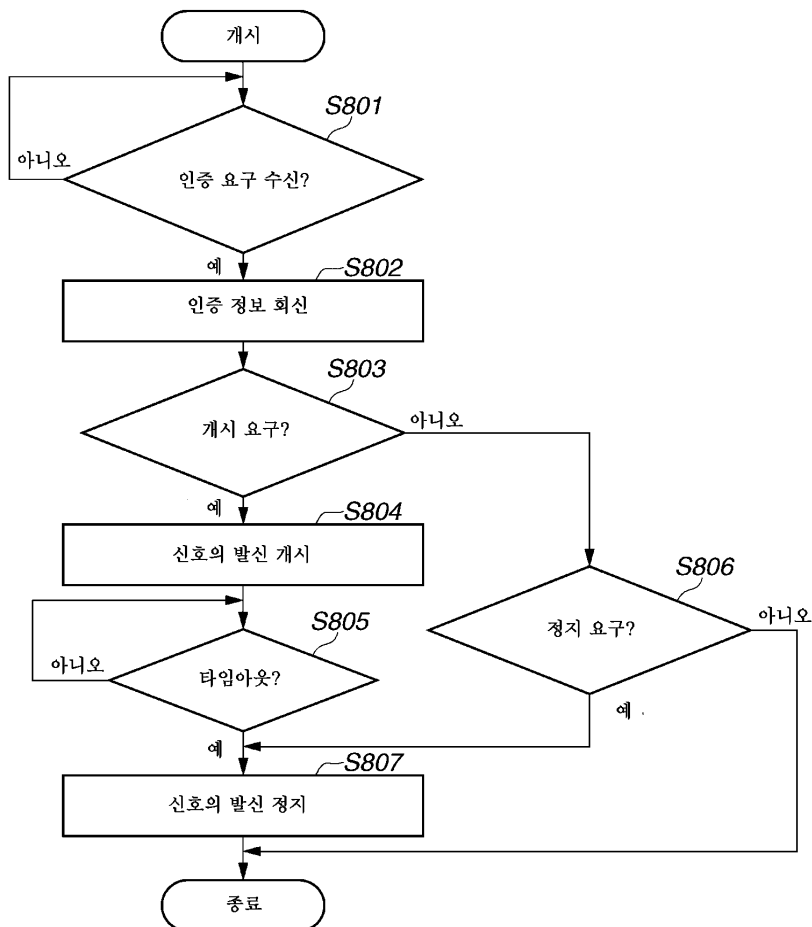 개시
S801
아니오
인증 요구 수신?
예
S802
인증 정보 회신
S803
개시 요구?
아니오
예
S804
신호의 발신 개시
S806
정지 요구?
아니오
S805
아니오
타임아웃?
예
예
S807
신호의 발신 정지
종료